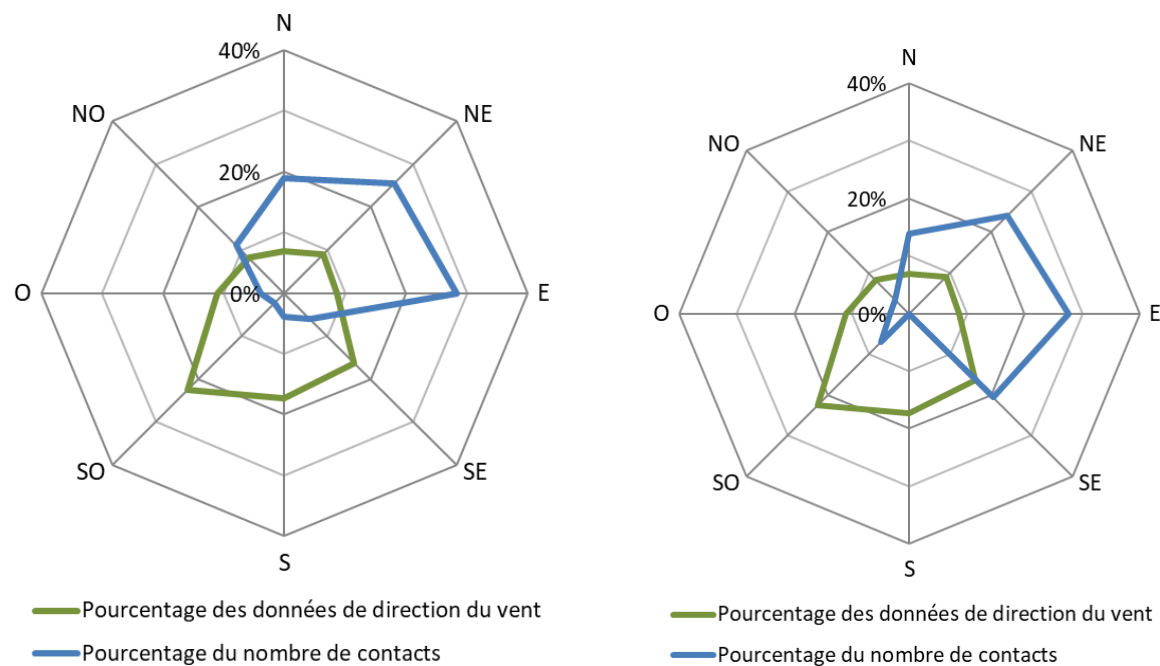 N
40%
NO
NE
20%
O
0%
E
SO
SE
S
Pourcentage des données de direction du vent
Pourcentage du nombre de contacts
N
40%
NO
NE
20%
O
0%
E
SO
SE
S
Pourcentage des données de direction du vent
Pourcentage du nombre de contacts